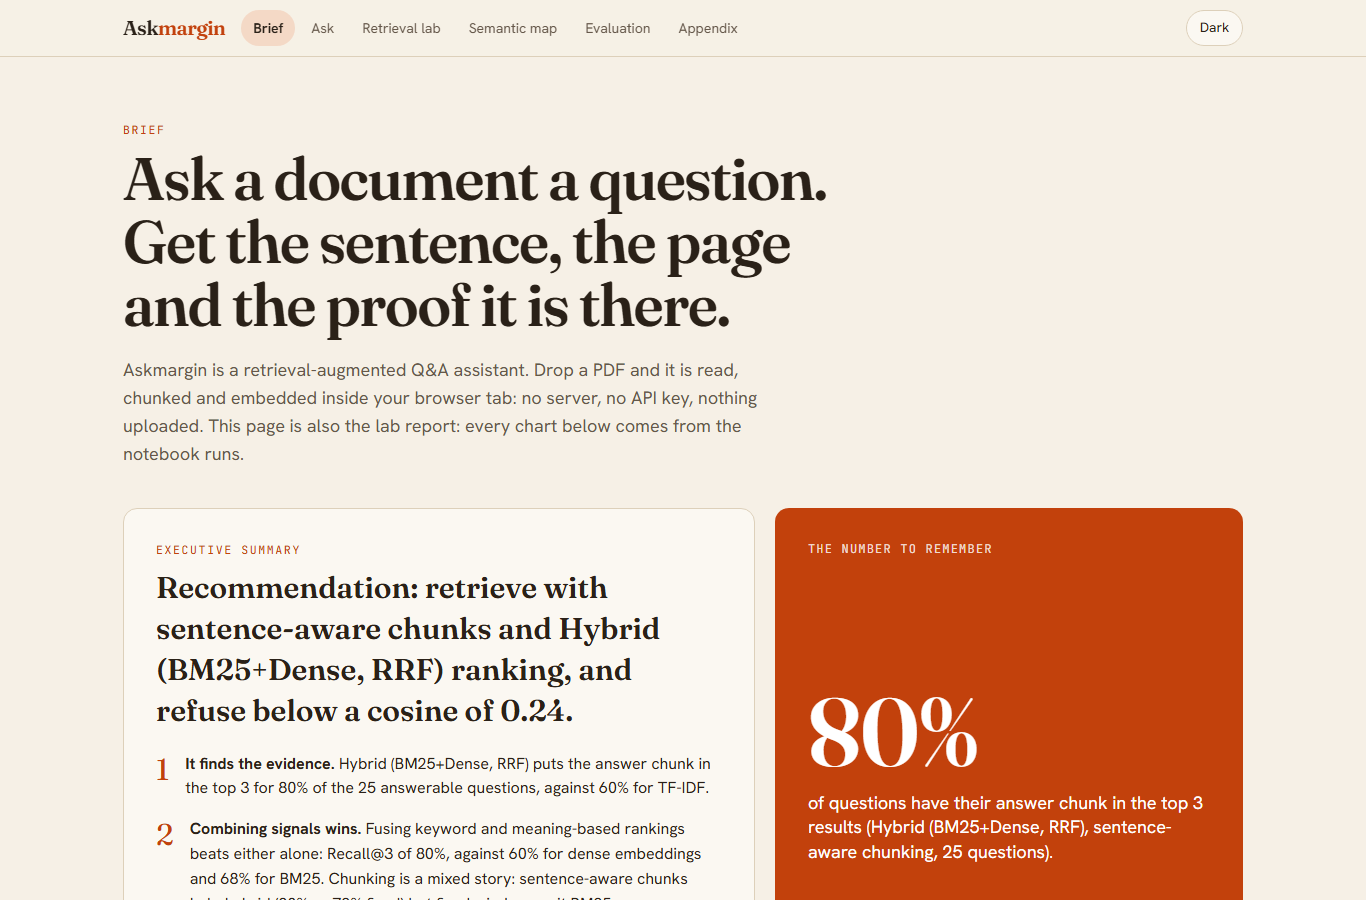 Askmargin Brief Ask Retrieval lab Semantic map Evaluation Appendix Dark
BRIEF
Ask a document a question.
Get the sentence, the page
and the proof it is there.
Askmargin is a retrieval-augmented Q&A assistant. Drop a PDF and it is read,
chunked and embedded inside your browser tab: no server, no API key, nothing
uploaded. This page is also the lab report: every chart below comes from the
notebook runs.
EXECUTIVE SUMMARY
Recommendation: retrieve with
sentence-aware chunks and Hybrid
(BM25+Dense, RRF) ranking, and
refuse below a cosine of 0.24.
1 It finds the evidence. Hybrid (BM25+Dense, RRF) puts the answer chunk in
the top 3 for 80% of the 25 answerable questions, against 60% for TF-IDF.
2 Combining signals wins. Fusing keyword and meaning-based rankings
beats either alone: Recall@3 of 80%, against 60% for dense embeddings
and 68% for BM25. Chunking is a mixed story: sentence-aware chunks
THE NUMBER TO REMEMBER
80%
of questions have their answer chunk in the top 3
results (Hybrid (BM25+Dense, RRF), sentence-
aware chunking, 25 questions).